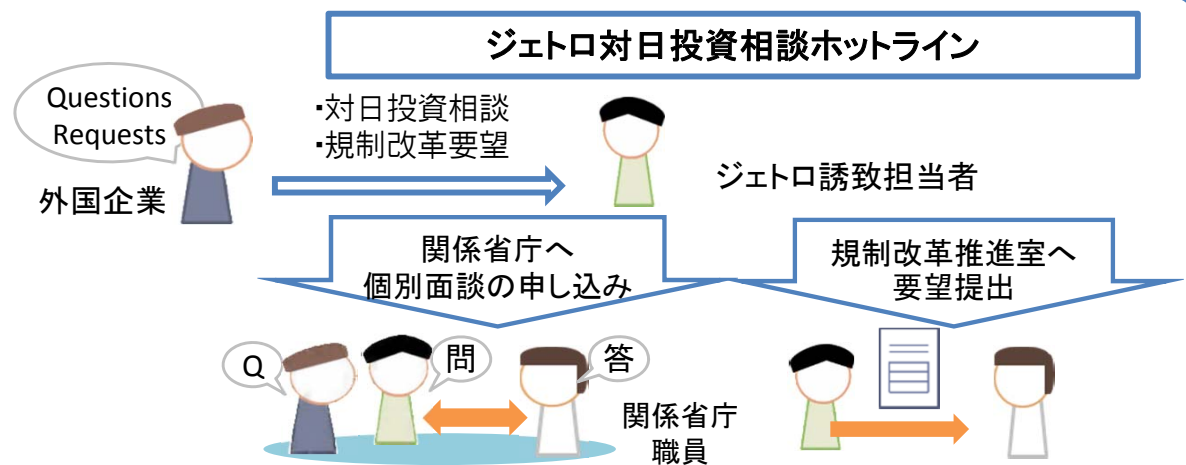 ジェトロ対日投資相談ホットライン
Questions
Requests
外国企業
・対日投資相談
・規制改革要望
ジェトロ誘致担当者
関係省庁へ
個別面談の申し込み
規制改革推進室へ
要望提出
Q
問
答
関係省庁
職員